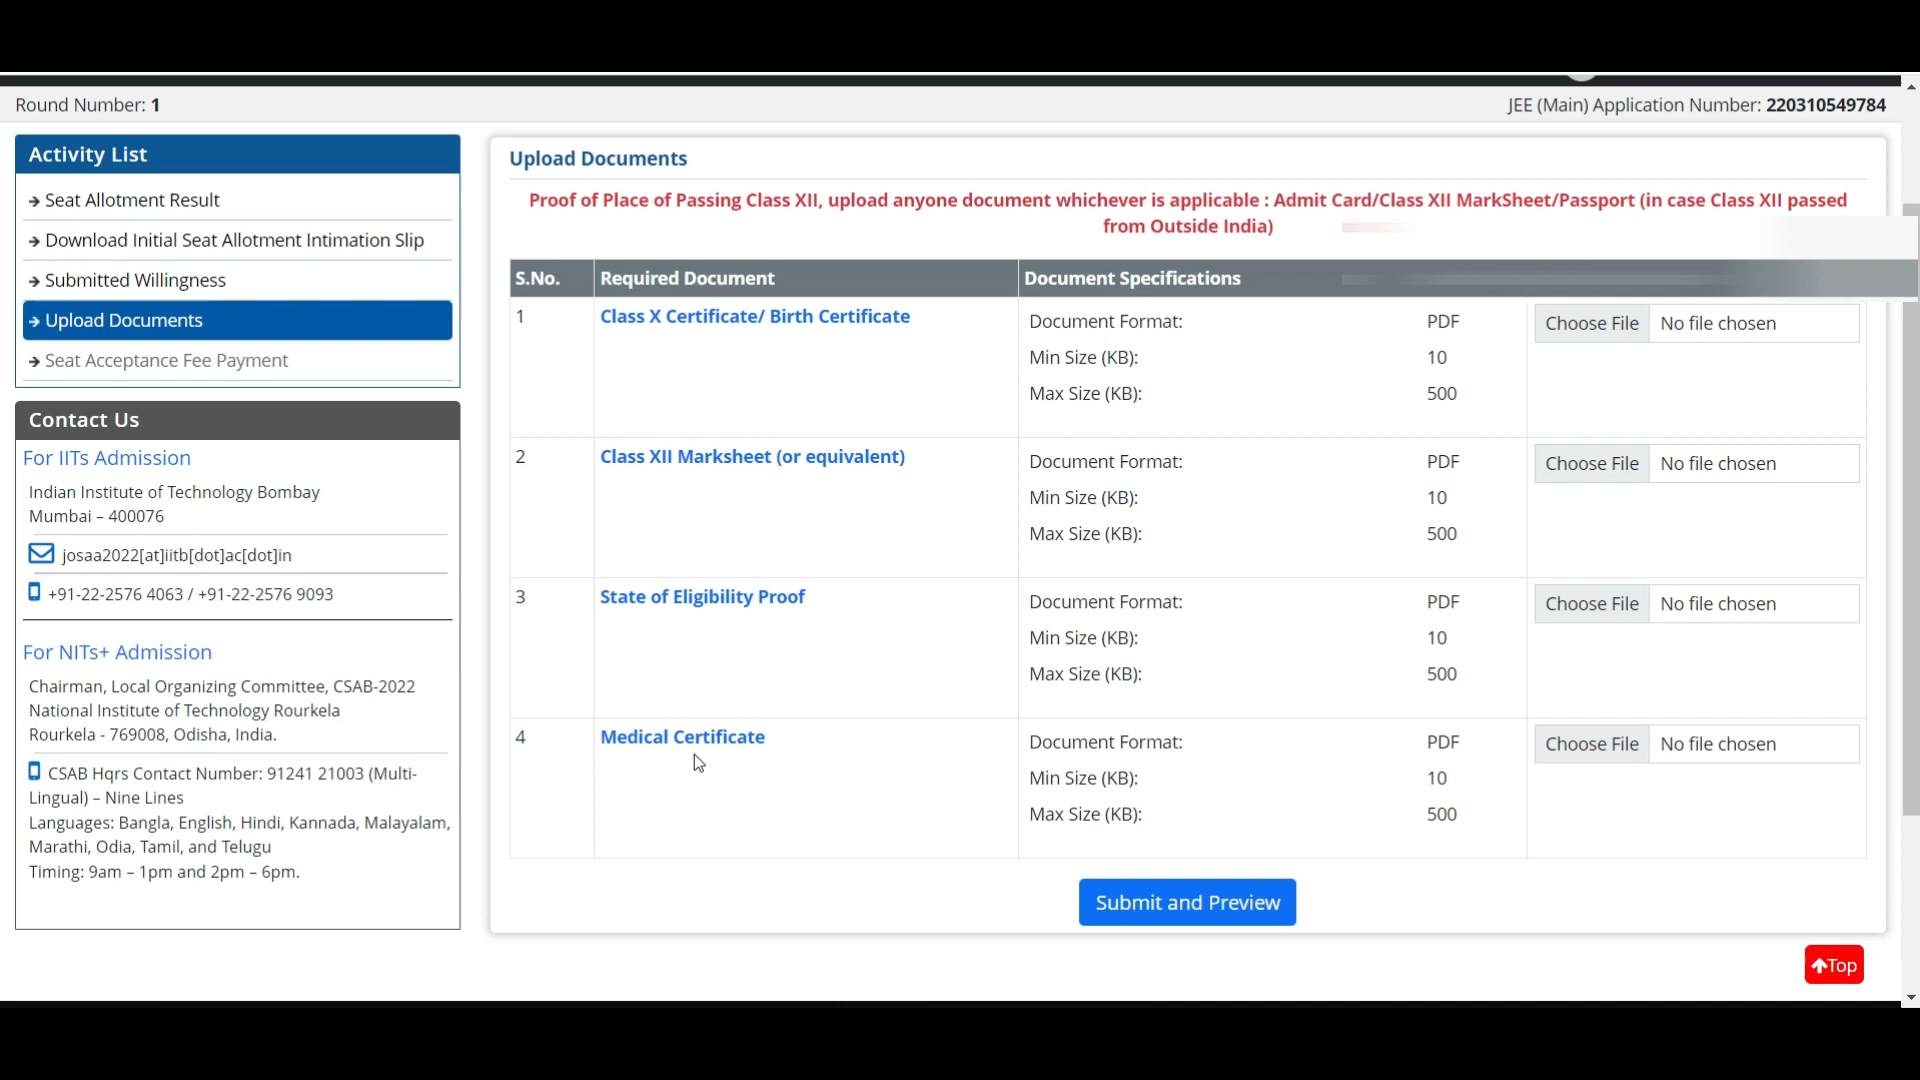 Round Number: 1
JEE (Main) Application Number: 220310549784
Activity List
Seat Allotment Result
Download Initial Seat Allotment Intimation Slip
Submitted Willingness
Upload Documents
Seat Acceptance Fee Payment
Contact Us
For IITs Admission
Indian Institute of Technology Bombay
Mumbai – 400076
josaa2022[at]iitb[dot]ac[dot]in
+91-22-2576 4063 / +91-22-2576 9093
For NITs+ Admission
Chairman, Local Organizing Committee, CSAB-2022
National Institute of Technology Rourkela
Rourkela - 769008, Odisha, India.
CSAB Hqrs Contact Number: 91241 21003 (Multi-
Lingual) – Nine Lines
Languages: Bangla, English, Hindi, Kannada, Malayalam,
Marathi, Odia, Tamil, and Telugu
Timing: 9am – 1pm and 2pm – 6pm.
Upload Documents
Proof of Place of Passing Class XII, upload anyone document whichever is applicable : Admit Card/Class XII MarkSheet/Passport (in case Class XII passed
from Outside India)
S.No. Required Document Document Specifications
1 Class X Certificate/ Birth Certificate Document Format: PDF Choose File No file chosen
Min Size (KB): 10
Max Size (KB): 500
2 Class XII Marksheet (or equivalent) Document Format: PDF Choose File No file chosen
Min Size (KB): 10
Max Size (KB): 500
3 State of Eligibility Proof Document Format: PDF Choose File No file chosen
Min Size (KB): 10
Max Size (KB): 500
4 Medical Certificate Document Format: PDF Choose File No file chosen
Min Size (KB): 10
Max Size (KB): 500
Submit and Preview
Top